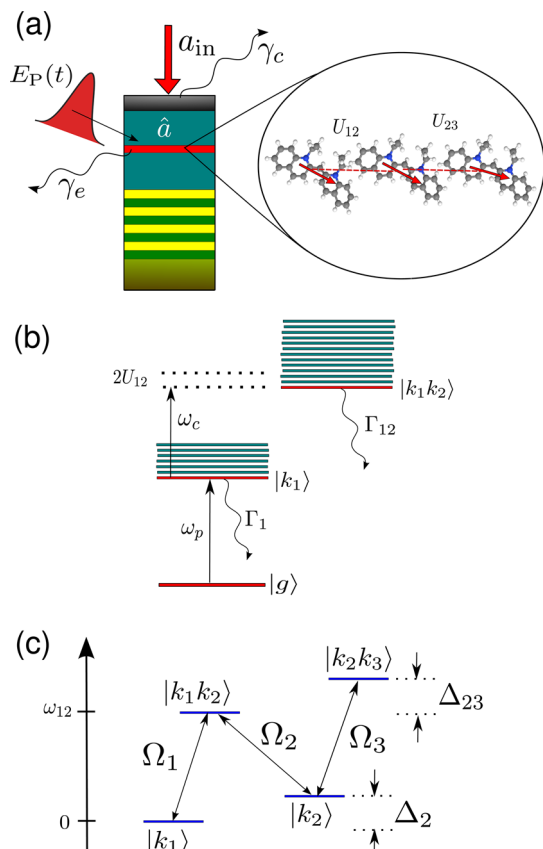 (a)
a_in
γ_c
E_P(t)
â
U_12
U_23
γ_e
(b)
2U_12
|k_1k_2⟩
ω_c
Γ_12
|k_1⟩
ω_p
Γ_1
|g⟩
(c)
|k_2k_3⟩
|k_1k_2⟩
ω_12
Δ_23
Ω_1
Ω_2
Ω_3
|k_2⟩
Δ_2
0
|k_1⟩